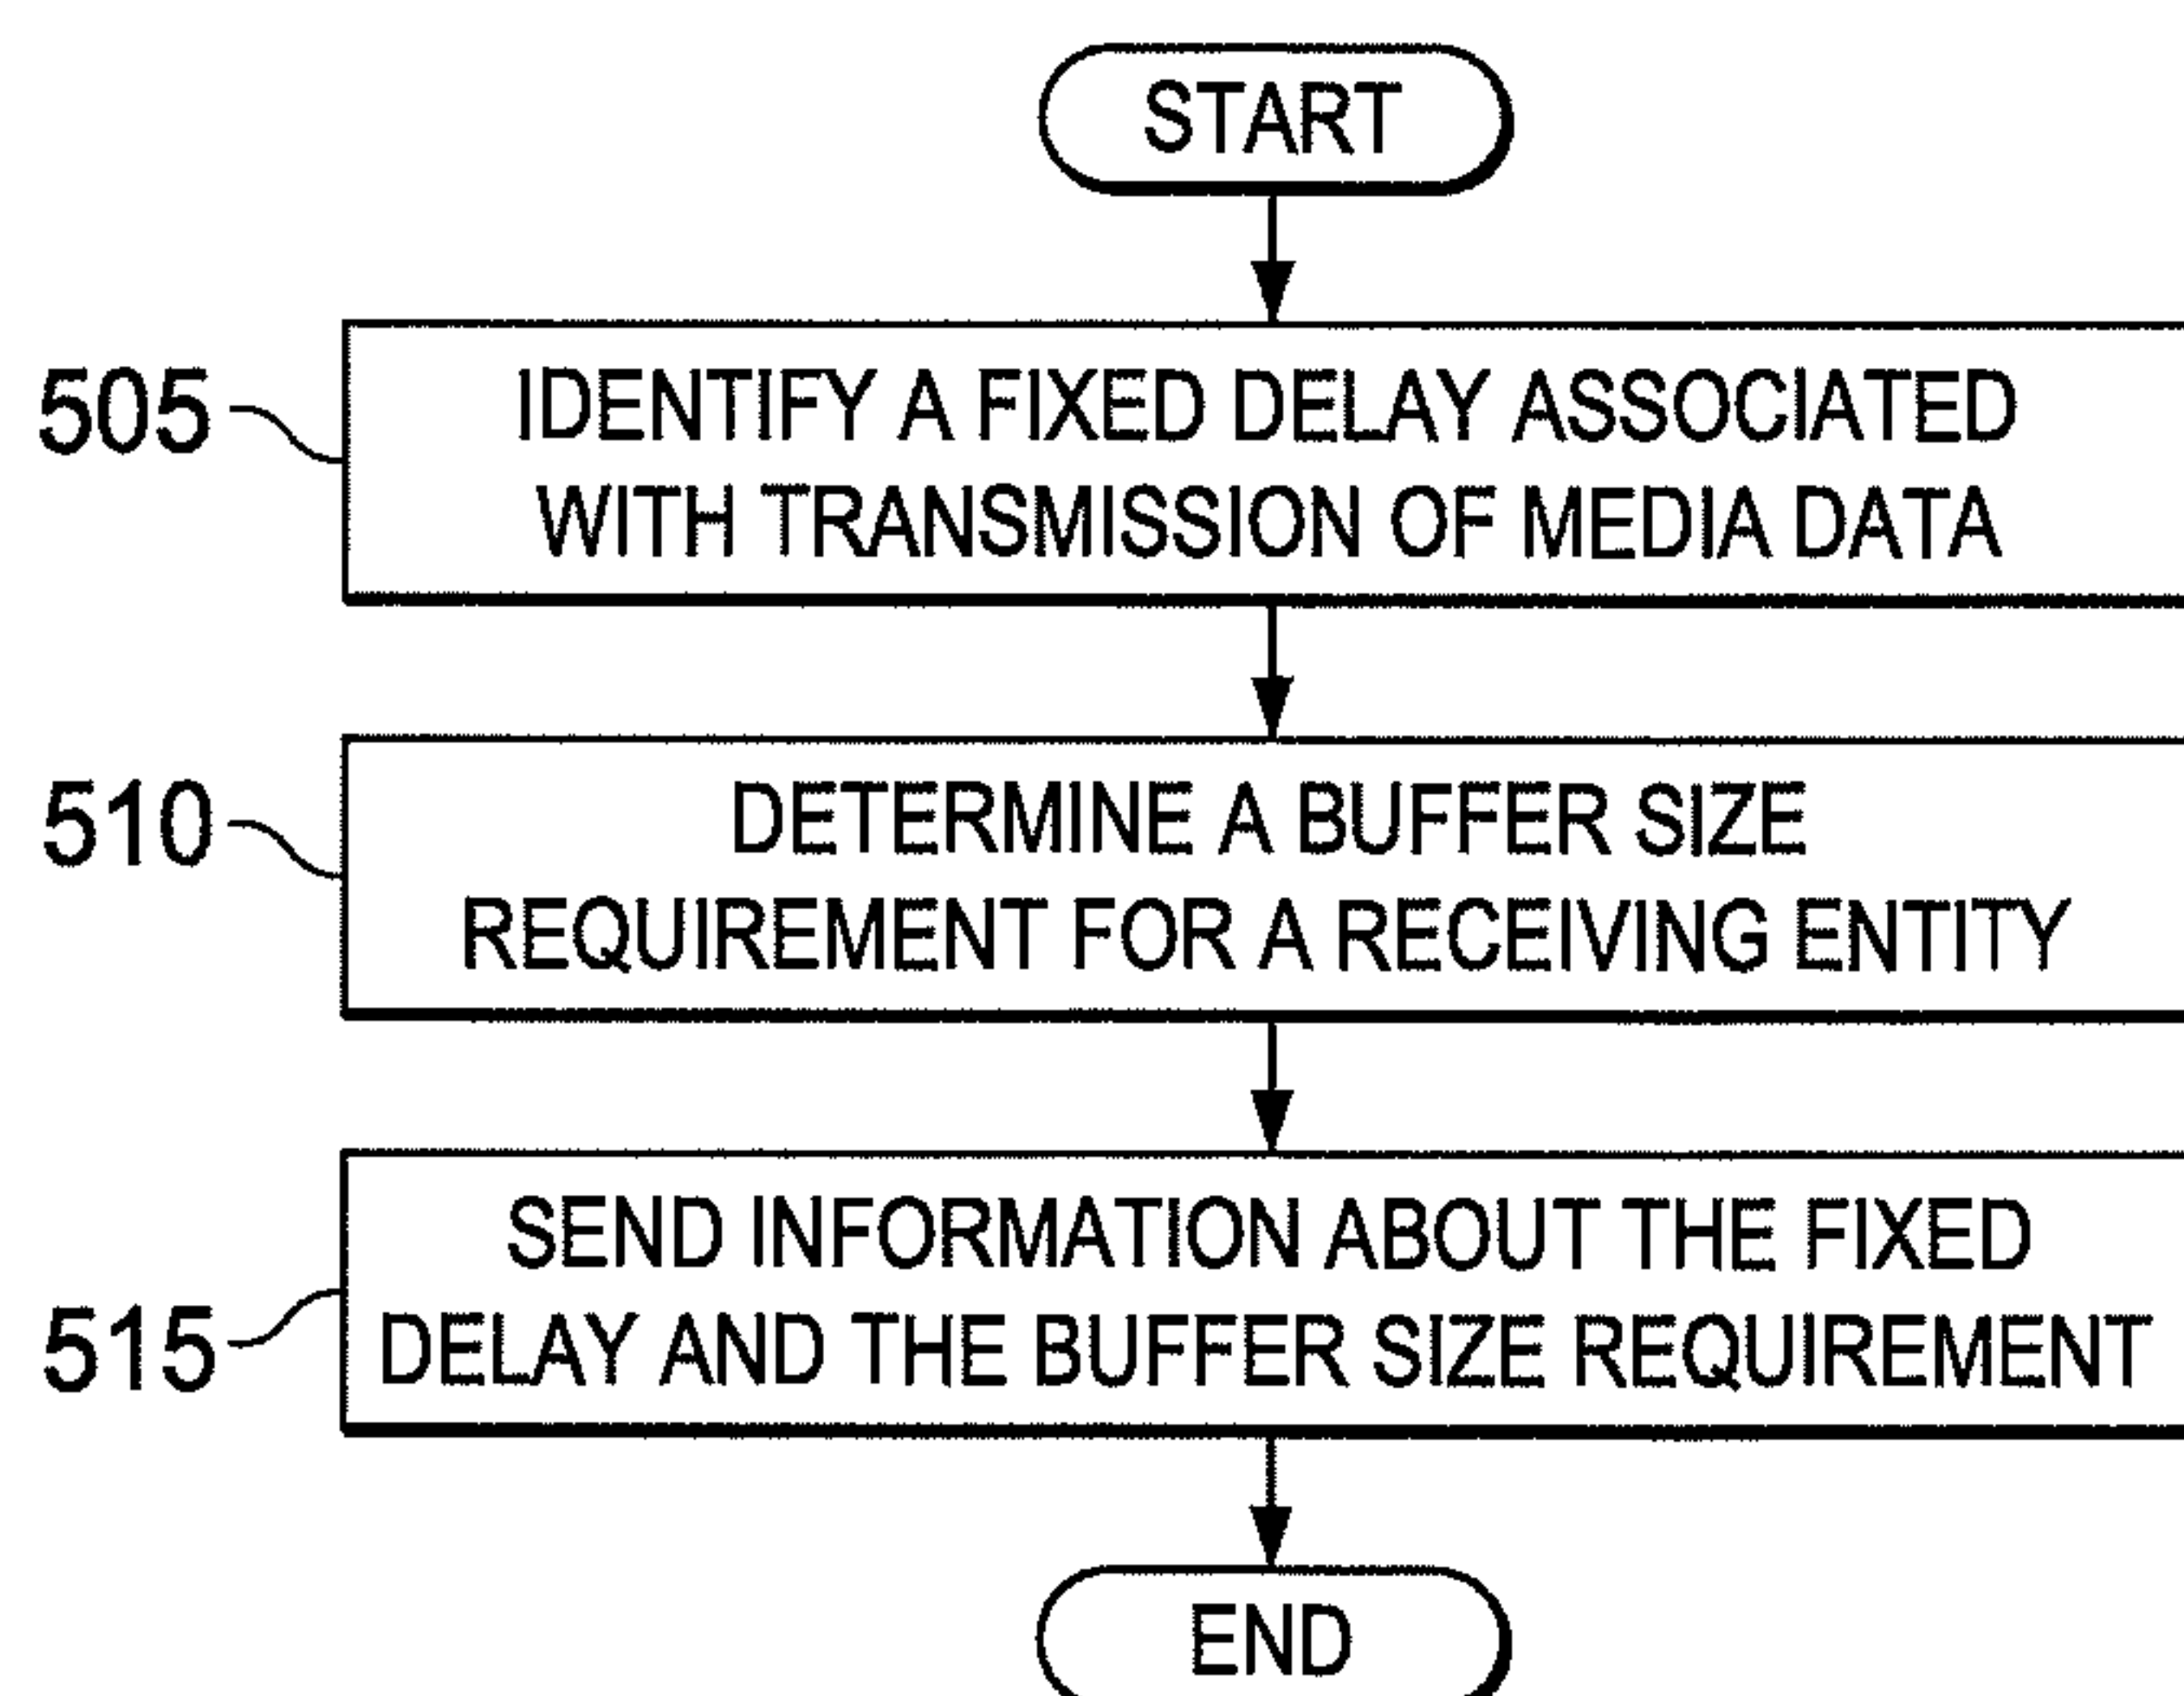 START
505
IDENTIFY A FIXED DELAY ASSOCIATED
WITH TRANSMISSION OF MEDIA DATA
510
DETERMINE A BUFFER SIZE
REQUIREMENT FOR A RECEIVING ENTITY
515
SEND INFORMATION ABOUT THE FIXED
DELAY AND THE BUFFER SIZE REQUIREMENT
END